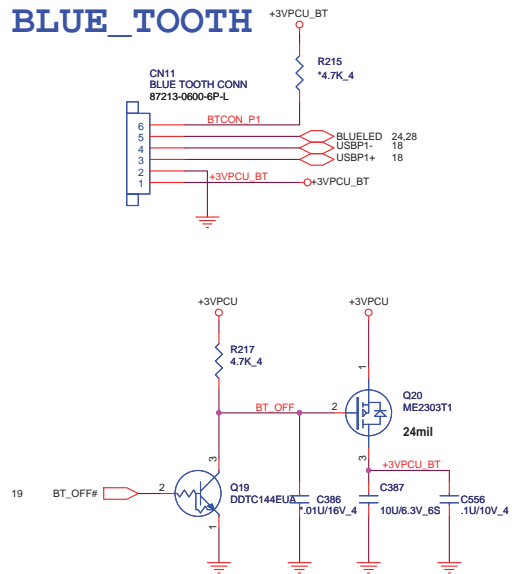 BLUE_TOOTH
+3VPCU_BT
R215
*4.7K_4
CN11
BLUE TOOTH CONN
87213-0600-6P-L
BTCON_P1
6
5
4
3
2
1
BLUELED 24,28
USBP1- 18
USBP1+ 18
+3VPCU_BT
+3VPCU_BT
+3VPCU
+3VPCU
R217
4.7K_4
1
Q20
ME2303T1
BT_OFF
2
24mil
3
+3VPCU_BT
3
19
BT_OFF#
2
Q19
DDTC144EUA
1
C386
*.01U/16V_4
C387
10U/6.3V_6S
C556
.1U/10V_4